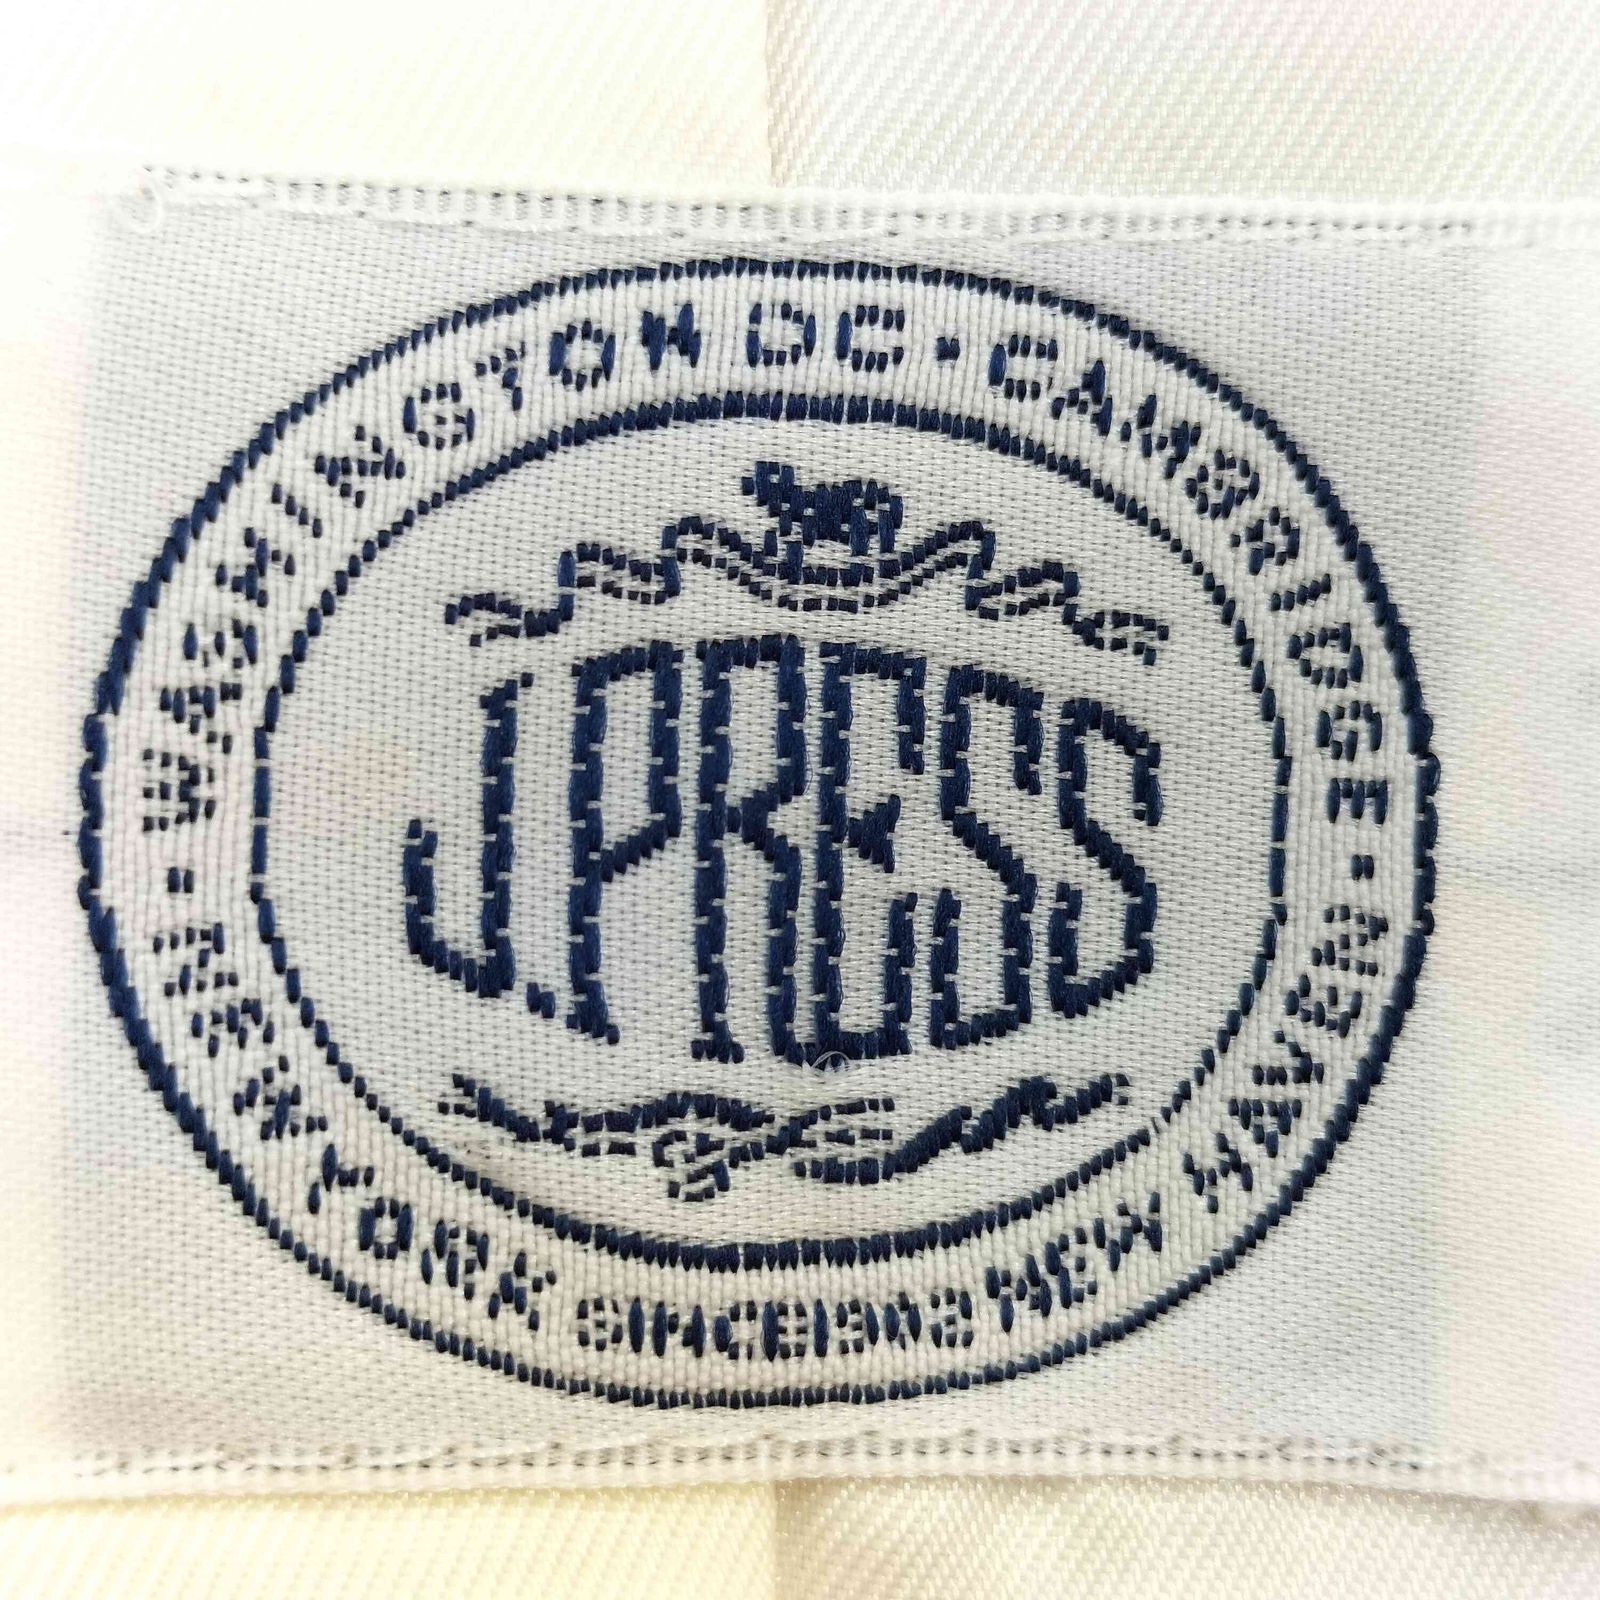 WASHINGTON DC · CAMBRIDGE · NEW HAVEN
J. PRESS
NEW YORK · SINCE 1902